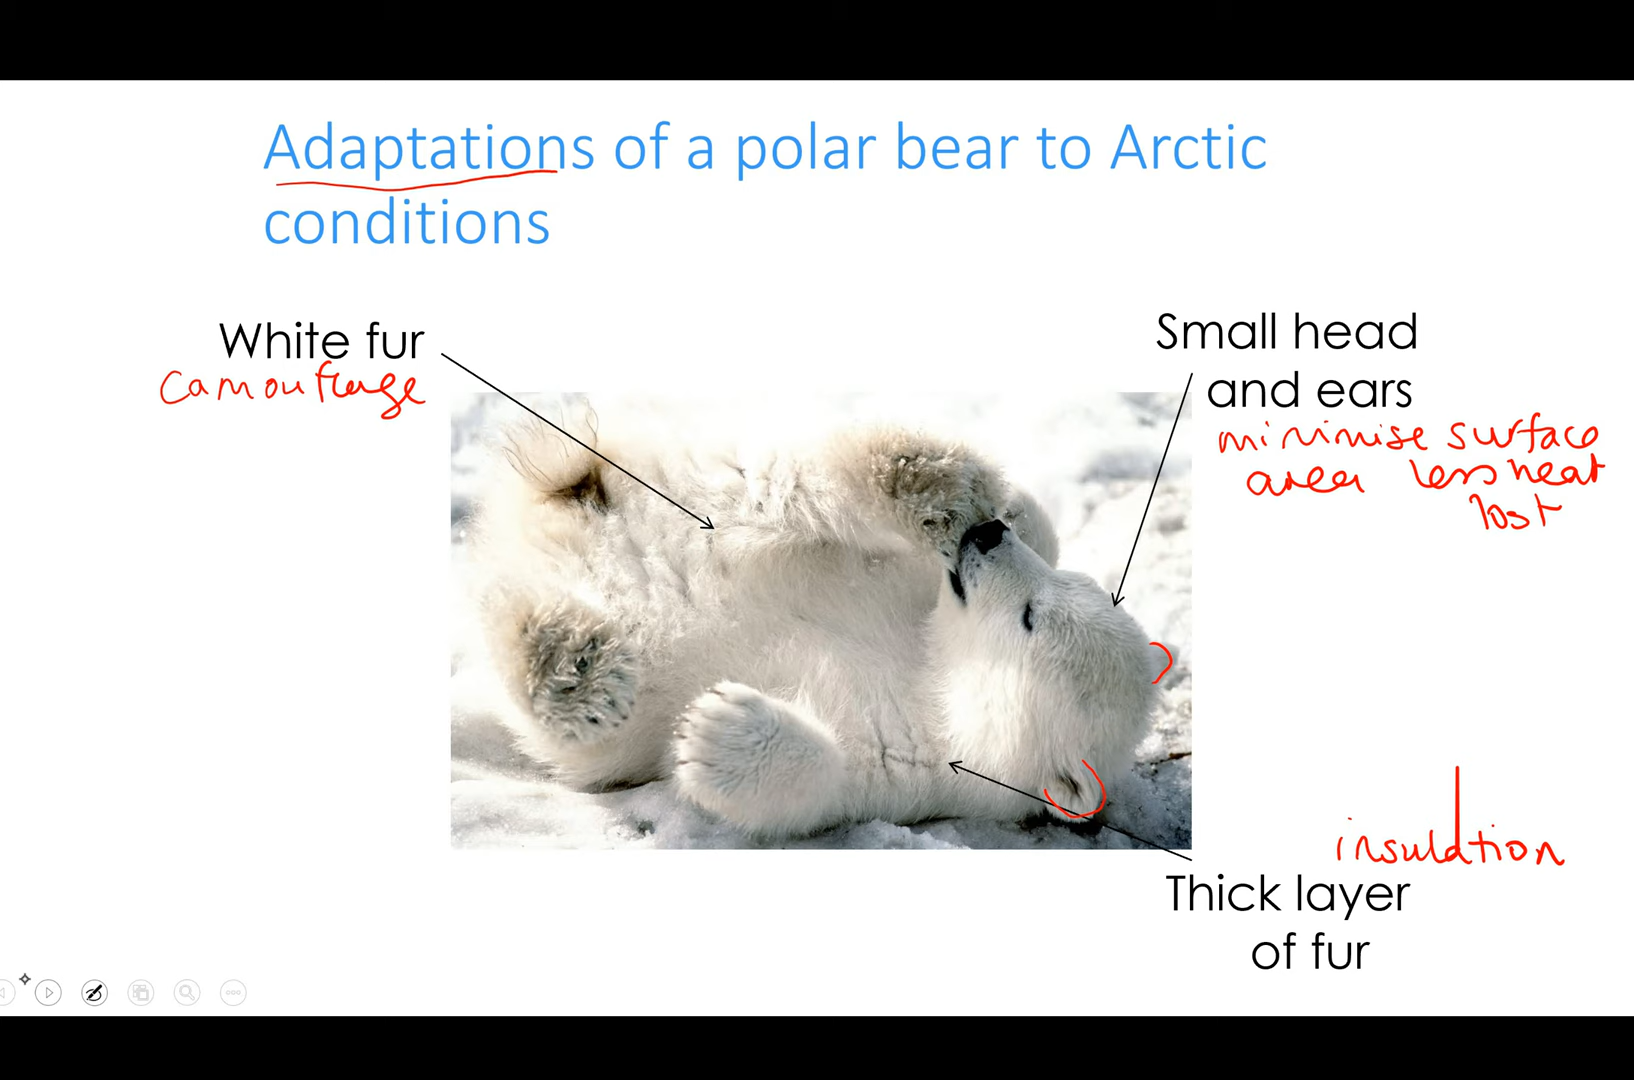 Adaptations of a polar bear to Arctic
conditions
White fur
camouflage
Small head
and ears
minimise surface
area less heat
lost
insulation
Thick layer
of fur